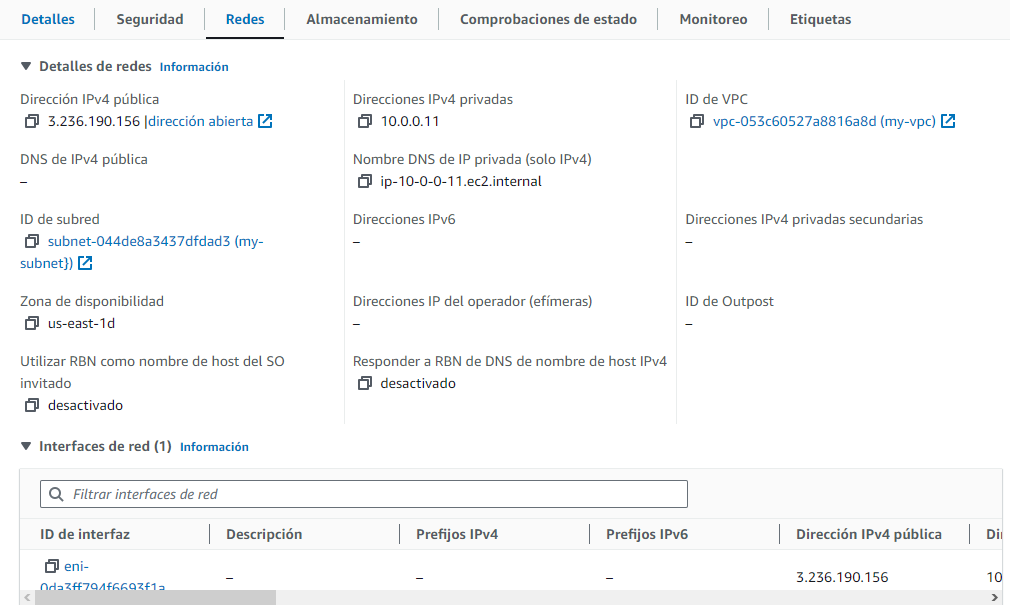 Detalles Seguridad Redes Almacenamiento Comprobaciones de estado Monitoreo Etiquetas
Detalles de redes Información
Dirección IPv4 pública
3.236.190.156 |dirección abierta
Direcciones IPv4 privadas
10.0.0.11
ID de VPC
vpc-053c60527a8816a8d (my-vpc)
DNS de IPv4 pública
–
Nombre DNS de IP privada (solo IPv4)
ip-10-0-0-11.ec2.internal
ID de subred
subnet-044de8a3437dfdad3 (my-
subnet})
Direcciones IPv6
–
Direcciones IPv4 privadas secundarias
–
Zona de disponibilidad
us-east-1d
Direcciones IP del operador (efímeras)
–
ID de Outpost
–
Utilizar RBN como nombre de host del SO
invitado
desactivado
Responder a RBN de DNS de nombre de host IPv4
desactivado
Interfaces de red (1) Información
Filtrar interfaces de red
ID de interfaz Descripción Prefijos IPv4 Prefijos IPv6 Dirección IPv4 pública
eni-
0da3ff794f6693f1a
– – – 3.236.190.156 10